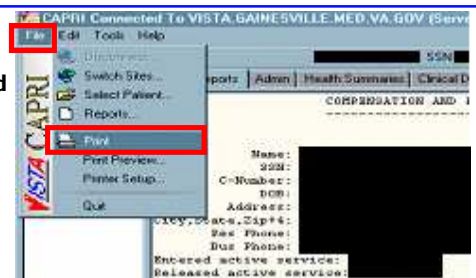 CAPRI Connected To VISTA.GAINESVILLE.MED.VA.GOV (Serv
File Edit Tools Help
Disconnect
SSN
d
Switch Sites...
ports Admin Health Summaries Clinical D
Select Patient...
COMPENSATION AND
Reports...
Print
Name:
Print Preview...
SSN:
Printer Setup...
C-Number:
DOB:
Quit
Address:
City,State,Zip+4:
Res Phone:
Bus Phone:
Entered active service:
Released active service:
VISTA CAPRI